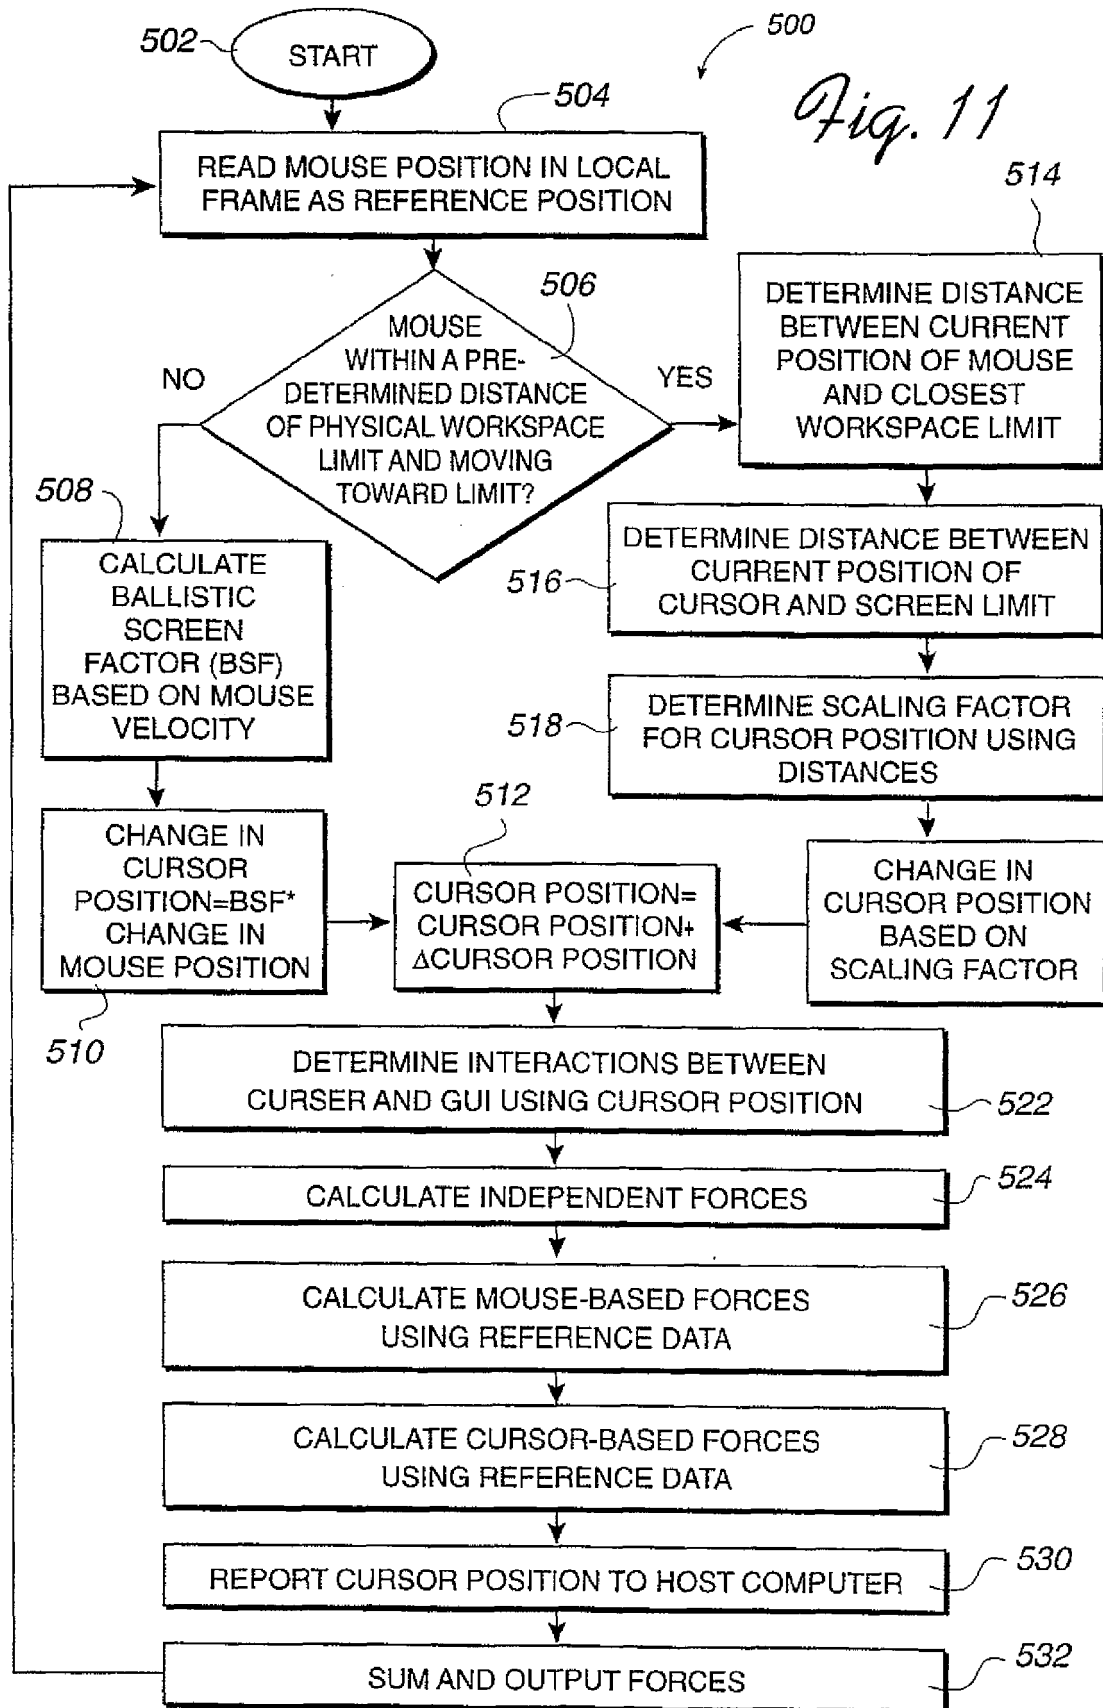 500
Fig. 11
502
START
504
READ MOUSE POSITION IN LOCAL
FRAME AS REFERENCE POSITION
506
MOUSE
WITHIN A PRE-
DETERMINED DISTANCE
OF PHYSICAL WORKSPACE
LIMIT AND MOVING
TOWARD LIMIT?
NO
YES
514
DETERMINE DISTANCE
BETWEEN CURRENT
POSITION OF MOUSE
AND CLOSEST
WORKSPACE LIMIT
508
CALCULATE
BALLISTIC
SCREEN
FACTOR (BSF)
BASED ON MOUSE
VELOCITY
516
DETERMINE DISTANCE BETWEEN
CURRENT POSITION OF
CURSOR AND SCREEN LIMIT
518
DETERMINE SCALING FACTOR
FOR CURSOR POSITION USING
DISTANCES
CHANGE IN
CURSOR
POSITION=BSF*
CHANGE IN
MOUSE POSITION
510
512
CURSOR POSITION=
CURSOR POSITION+
ΔCURSOR POSITION
CHANGE IN
CURSOR POSITION
BASED ON
SCALING FACTOR
DETERMINE INTERACTIONS BETWEEN
CURSER AND GUI USING CURSOR POSITION
522
CALCULATE INDEPENDENT FORCES
524
CALCULATE MOUSE-BASED FORCES
USING REFERENCE DATA
526
CALCULATE CURSOR-BASED FORCES
USING REFERENCE DATA
528
REPORT CURSOR POSITION TO HOST COMPUTER
530
SUM AND OUTPUT FORCES
532